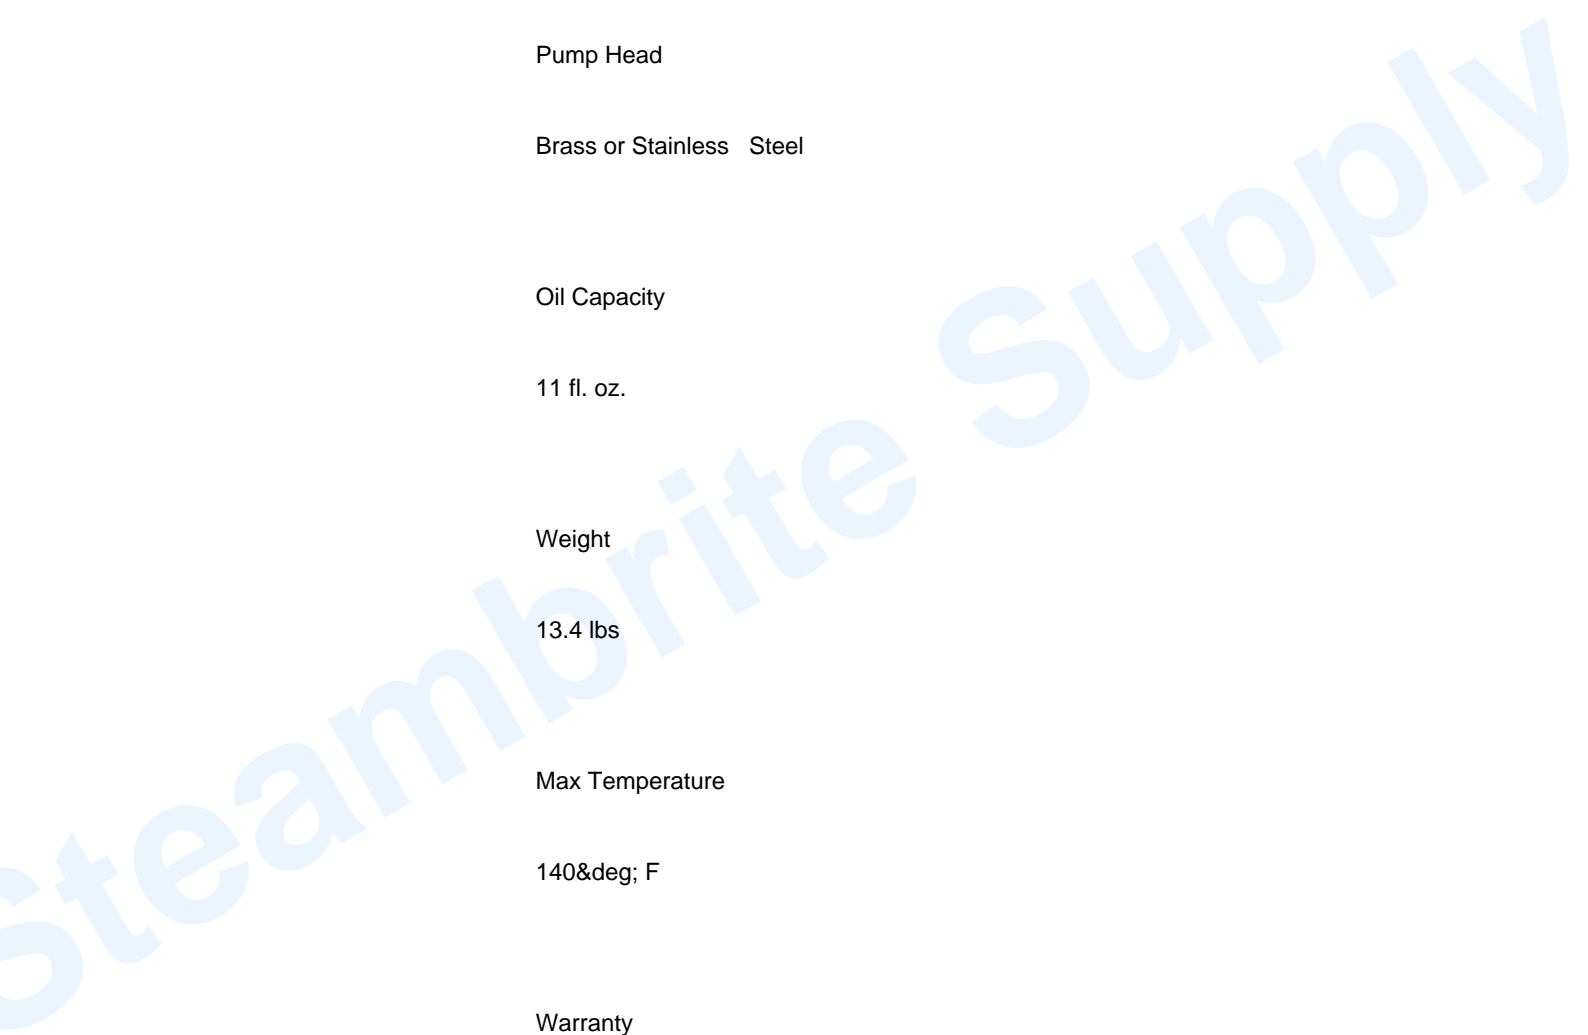 Pump Head
Brass or Stainless   Steel
Oil Capacity
11 fl. oz.
Weight
13.4 lbs
Max Temperature
140&deg; F
Warranty
Steambrite Supply